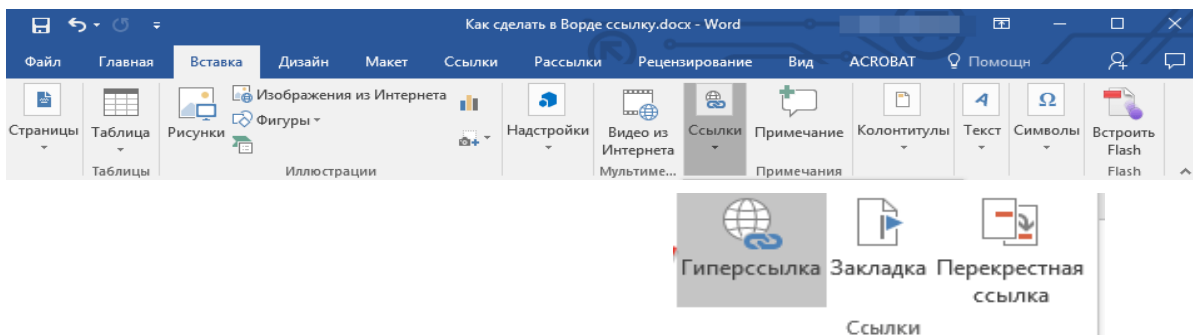 Как сделать в Ворде ссылку.docx - Word
Файл Главная Вставка Дизайн Макет Ссылки Рассылки Рецензирование Вид ACROBAT Помощн
Страницы Таблица Рисунки Изображения из Интернета Фигуры Надстройки Видео из Интернета Ссылки Примечание Колонтитулы Текст Символы Встроить Flash
Таблицы Иллюстрации Мультиме... Примечания Flash
Гиперссылка Закладка Перекрестная
ссылка
Ссылки